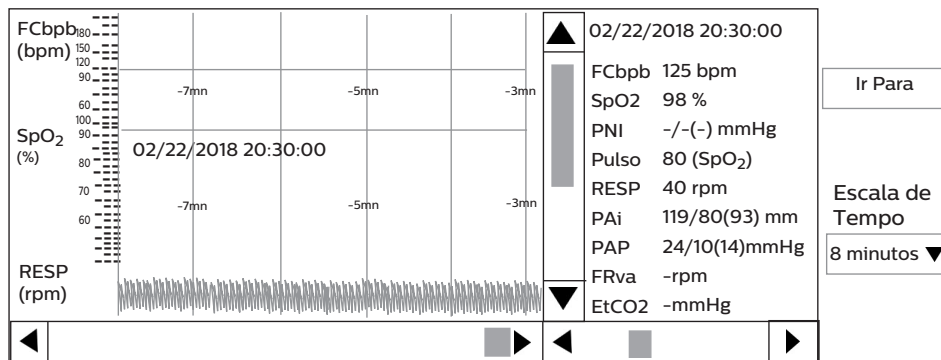 FCbpb
(bpm)
180
150
120
90
60
-7mn
-5mn
-3mn
SpO2
(%)
100
90
80
70
60
02/22/2018 20:30:00
-7mn
-5mn
-3mn
RESP
(rpm)
02/22/2018 20:30:00
FCbpb 125 bpm
SpO2 98 %
PNI -/-(-) mmHg
Pulso 80 (SpO2)
RESP 40 rpm
PAi 119/80(93) mm
PAP 24/10(14)mmHg
FRva -rpm
EtCO2 -mmHg
Ir Para
Escala de
Tempo
8 minutos